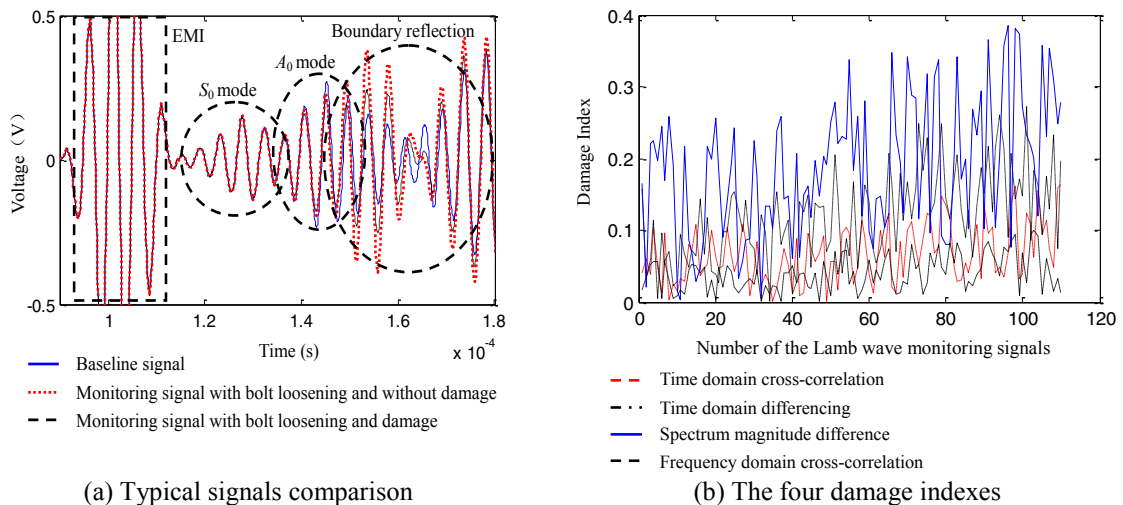 0.5
0
-0.5
Voltage（V）
EMI
S0 mode
A0 mode
Boundary reflection
1
1.2
1.4
1.6
1.8
Time (s)
x 10-4
Baseline signal
Monitoring signal with bolt loosening and without damage
Monitoring signal with bolt loosening and damage
(a) Typical signals comparison
0.4
0.3
0.2
0.1
0
Damage Index
0
20
40
60
80
100
120
Number of the Lamb wave monitoring signals
Time domain cross-correlation
Time domain differencing
Spectrum magnitude difference
Frequency domain cross-correlation
(b) The four damage indexes